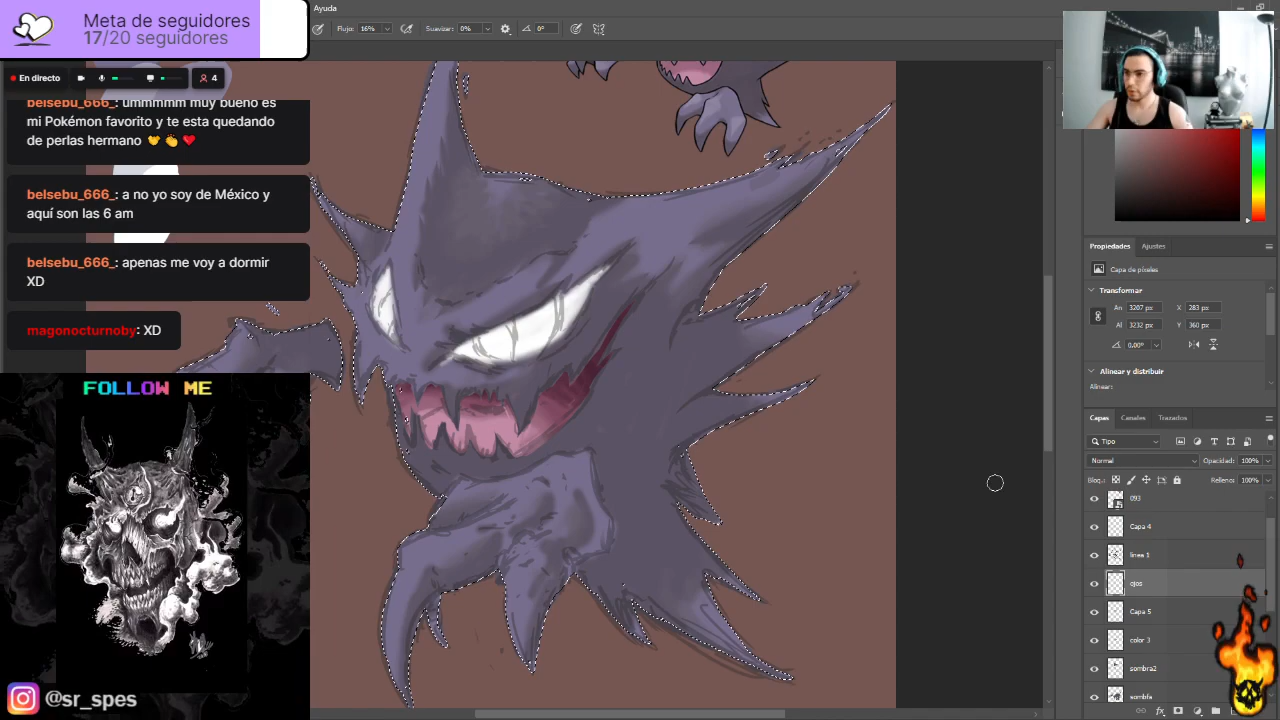 Meta de seguidores
17/20 seguidores
En directo
4
belsebu_666_: ummmmmm muy bueno es
mi Pokémon favorito y te esta quedando
de perlas hermano
belsebu_666_: a no yo soy de México y
aquí son las 6 am
belsebu_666_: apenas me voy a dormir
XD
magonocturnoby: XD
FOLLOW ME
@sr_spes
Ayuda
Flujo: 16%
Suavizar: 0%
0°
Propiedades
Ajustes
Capa de píxeles
Transformar
An 3207 px
X 283 px
Al 3232 px
Y 360 px
0,00°
Alinear y distribuir
Alinear:
Capas
Canales
Trazados
Tipo
Normal
Opacidad: 100%
Bloq.:
Relleno: 100%
093
Capa 4
linea 1
ojos
Capa 5
color 3
sombra2
sombra
fx